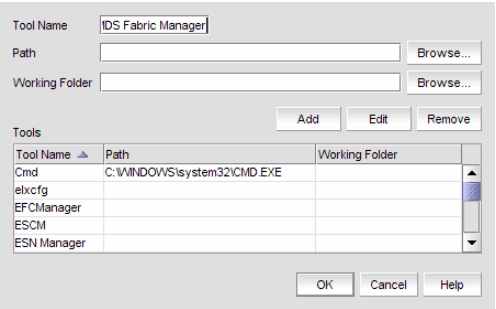 Tool Name DS Fabric Manager
Path Browse...
Working Folder Browse...
Add Edit Remove
Tools
Tool Name Path Working Folder
Cmd C:\WINDOWS\system32\CMD.EXE
elxcfg
EFCManager
ESCM
ESN Manager
OK Cancel Help